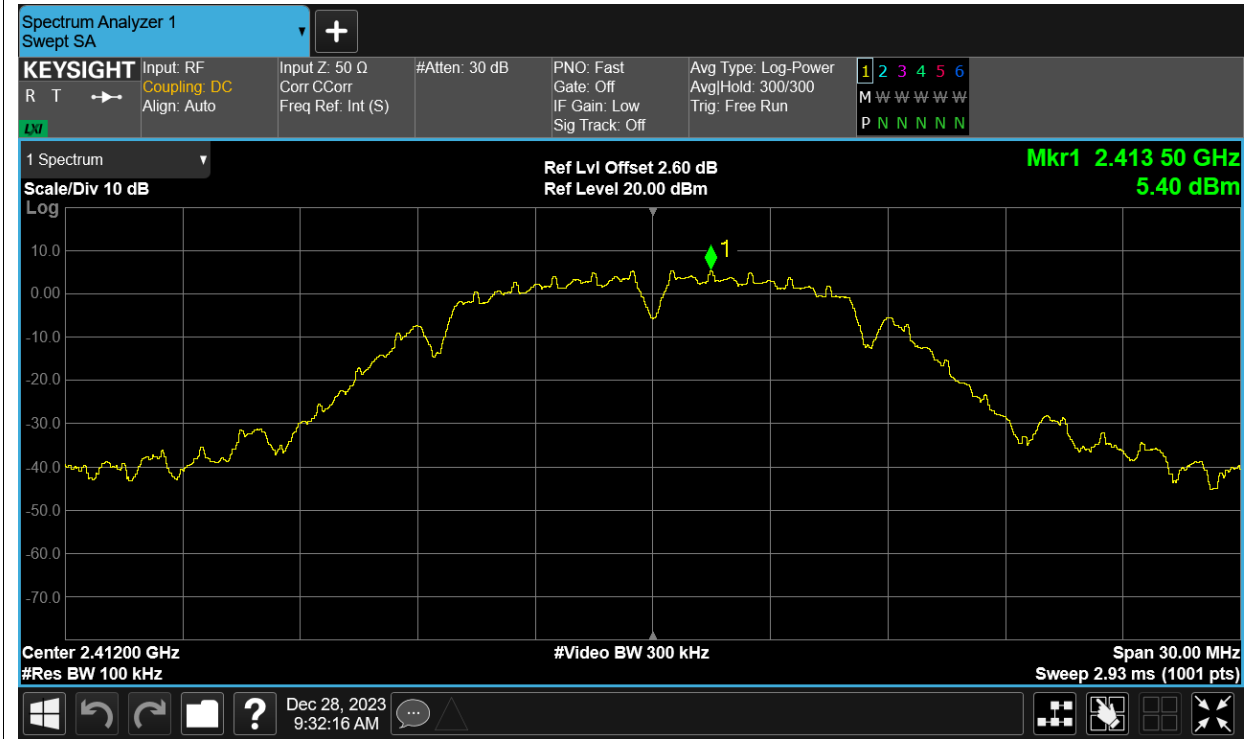 Spectrum Analyzer 1
Swept SA
+
KEYSIGHT
R T
LXI
Input: RF
Coupling: DC
Align: Auto
Input Z: 50 Ω
Corr CCorr
Freq Ref: Int (S)
#Atten: 30 dB
PNO: Fast
Gate: Off
IF Gain: Low
Sig Track: Off
Avg Type: Log-Power
Avg|Hold: 300/300
Trig: Free Run
1 2 3 4 5 6
M W W W W W
P N N N N N
1 Spectrum
Scale/Div 10 dB
Log
Ref Lvl Offset 2.60 dB
Ref Level 20.00 dBm
Mkr1 2.413 50 GHz
5.40 dBm
1
10.0
0.00
-10.0
-20.0
-30.0
-40.0
-50.0
-60.0
-70.0
Center 2.41200 GHz
#Res BW 100 kHz
#Video BW 300 kHz
Span 30.00 MHz
Sweep 2.93 ms (1001 pts)
?
Dec 28, 2023
9:32:16 AM